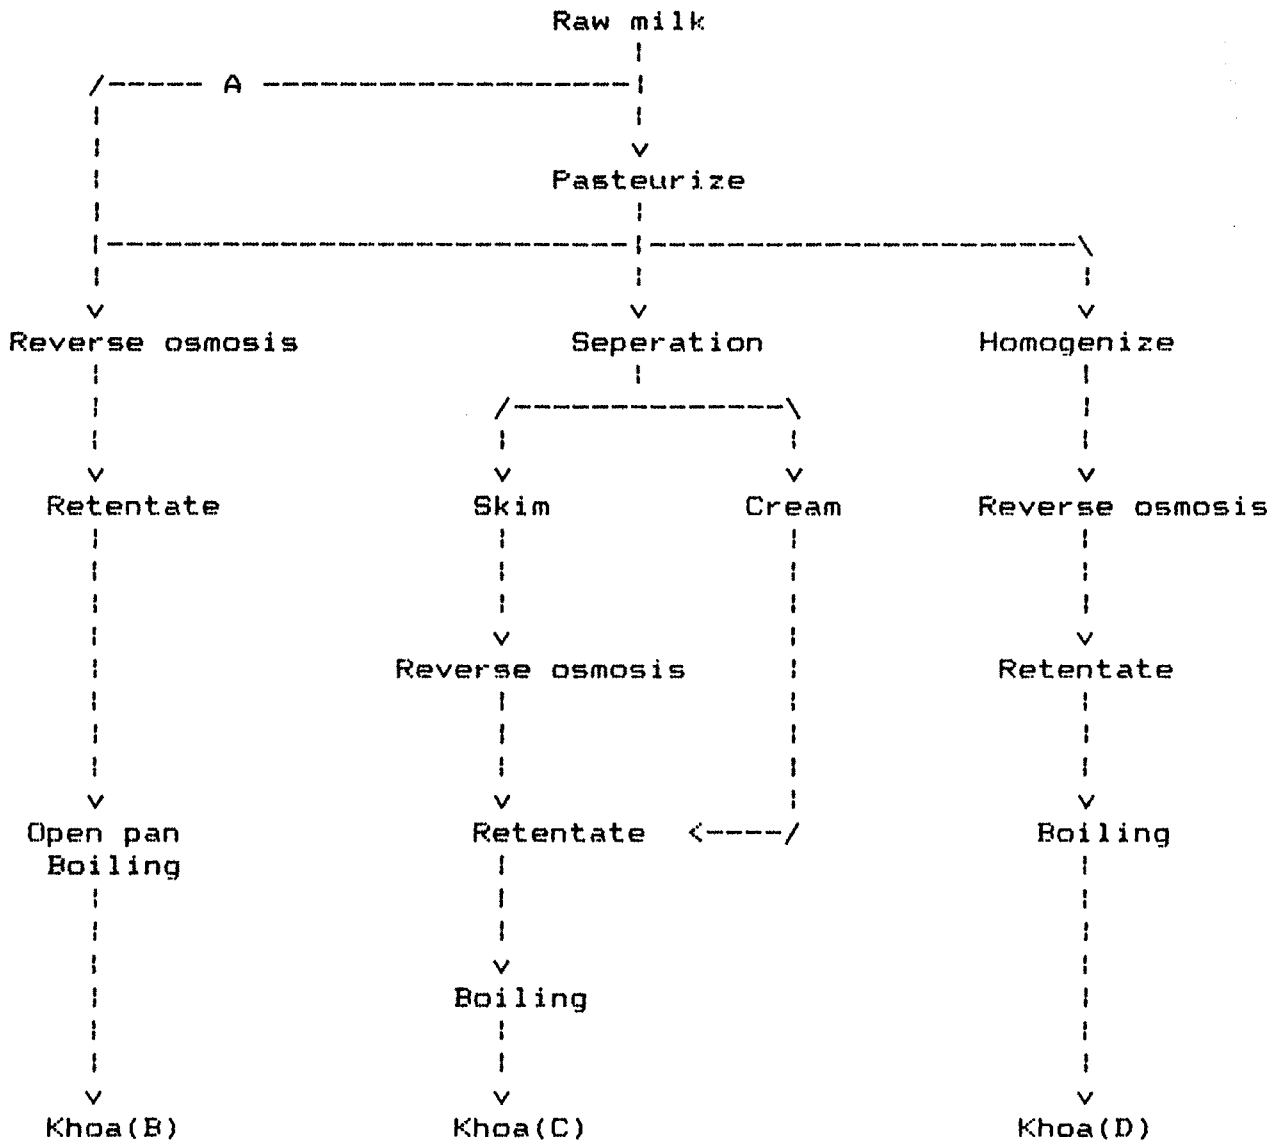 Raw milk
A
Pasteurize
Reverse osmosis Seperation Homogenize
Retentate Skim Cream Reverse osmosis
Reverse osmosis Retentate
Open pan Retentate Boiling
Boiling
Boiling
Khoa(B) Khoa(C) Khoa(D)